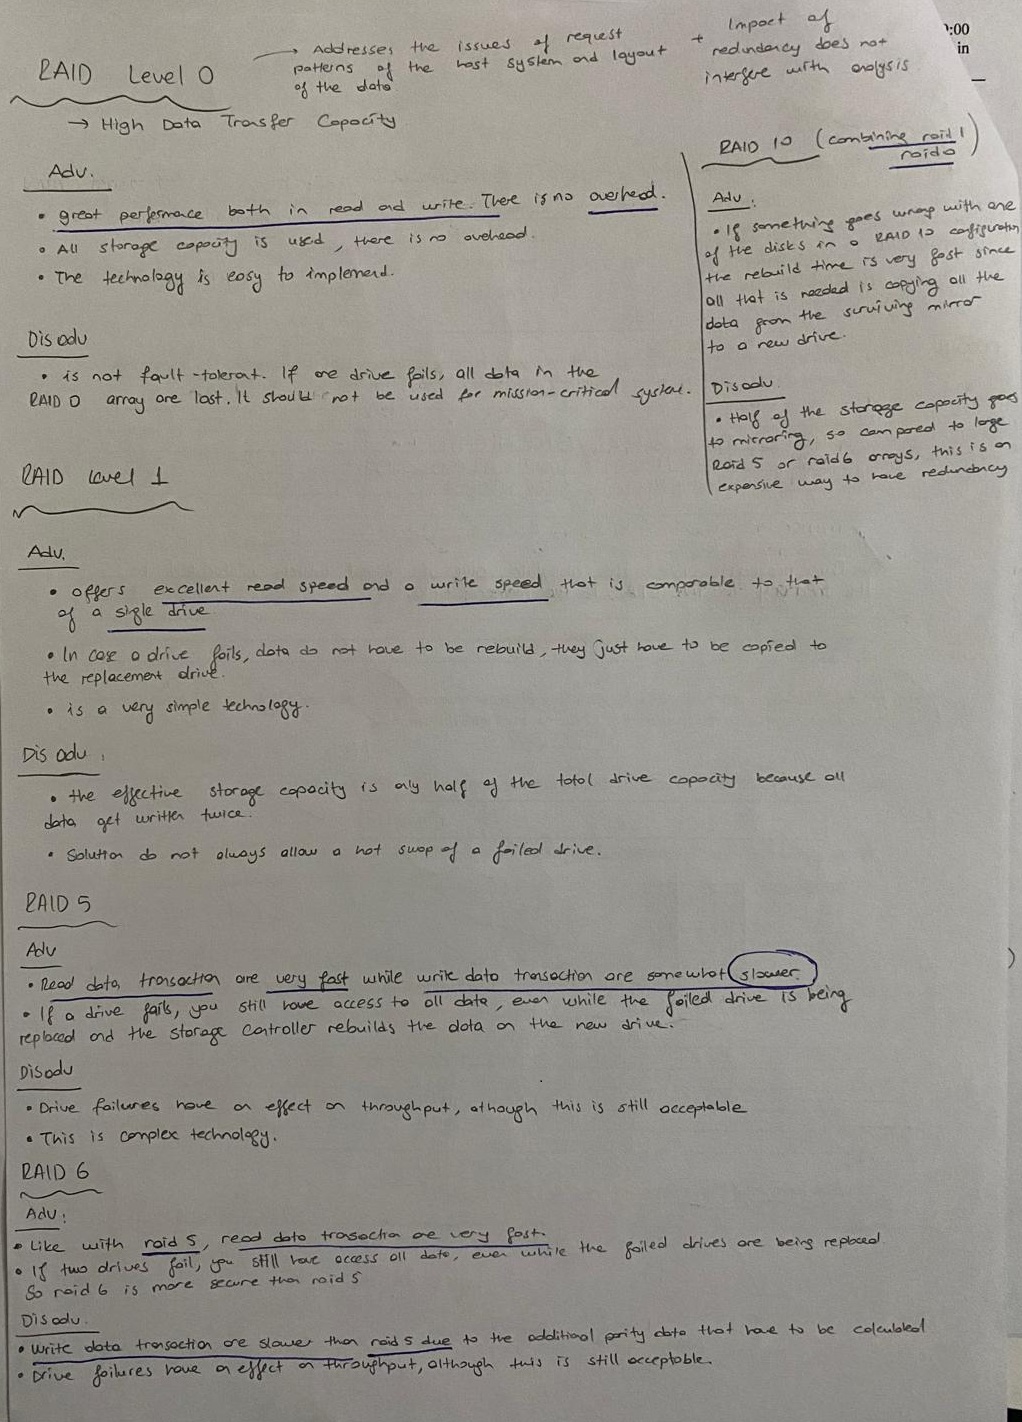 RAID Level 0
→ Addresses the issues of request
patterns of the host system and layout
of the data
+ Impact of
redundancy does not
interfere with analysis
:00
in
→ High Data Transfer Capacity
Adv.
• great performace both in read and write. There is no overhead.
• All storage capacity is used, there is no overhead.
• The technology is easy to implemend.
Disadv
• is not fault-tolerant. If one drive fails, all data in the
RAID 0 array are lost. It should not be used for mission-critical system.
RAID 10 (combining raid 1
raid0)
Adv:
• If something goes wrong with one
of the disks in a RAID 10 configuration
the rebuild time is very fast since
all that is needed is copying all the
data from the surviving mirror
to a new drive.
Disadv
• Half of the storage capacity goes
to mirroring, so compared to large
Raid 5 or raid6 arrays, this is an
expensive way to have redundancy
RAID Level 1
Adv.
• offers excellent read speed and a write speed that is comparable to that
of a single drive
• In case a drive fails, data do not have to be rebuild, they just have to be copied to
the replacement drive.
• is a very simple technology.
Disadv.
• the effective storage capacity is only half of the total drive capacity because all
data get written twice.
• Solution do not always allow a hot swap of a failed drive.
RAID 5
Adv
• Read data transaction are very fast while write data transaction are somewhat slower.
• If a drive fails, you still have access to all data, even while the failed drive is being
replaced and the storage controller rebuilds the data on the new drive.
Disadv
• Drive failures have an effect on throughput, although this is still acceptable
• This is complex technology.
RAID 6
Adv:
• Like with raid 5, read data trasaction are very fast.
• If two drives fail, you still have access all data, even while the failed drives are being replaced
So raid 6 is more secure than raid 5
Disadv.
• Write data transaction are slower than raid 5 due to the additional parity data that have to be calculated
• Drive failures have an effect on throughput, although this is still acceptable.